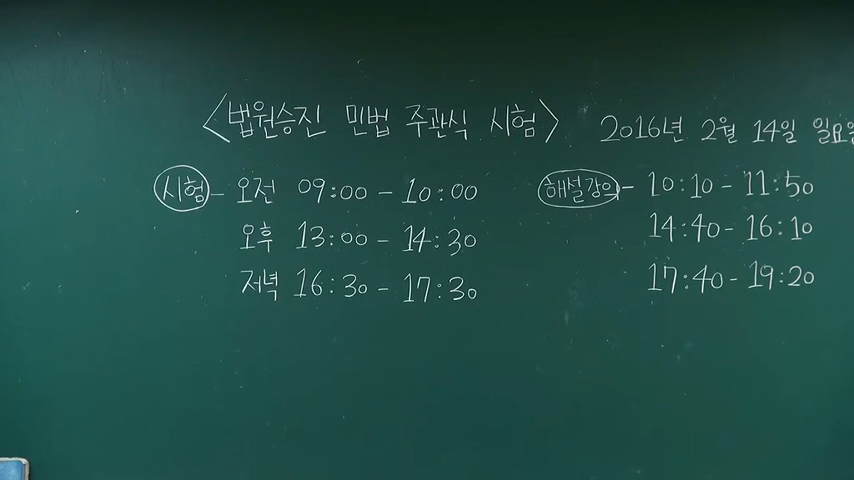 <법원승진 민법 주관식 시험> 2016년 2월 14일 일요일
시험 - 오전 09:00 - 10:00 해설강의 - 10:10 - 11:50
오후 13:00 - 14:30 14:40 - 16:10
저녁 16:30 - 17:30 17:40 - 19:20